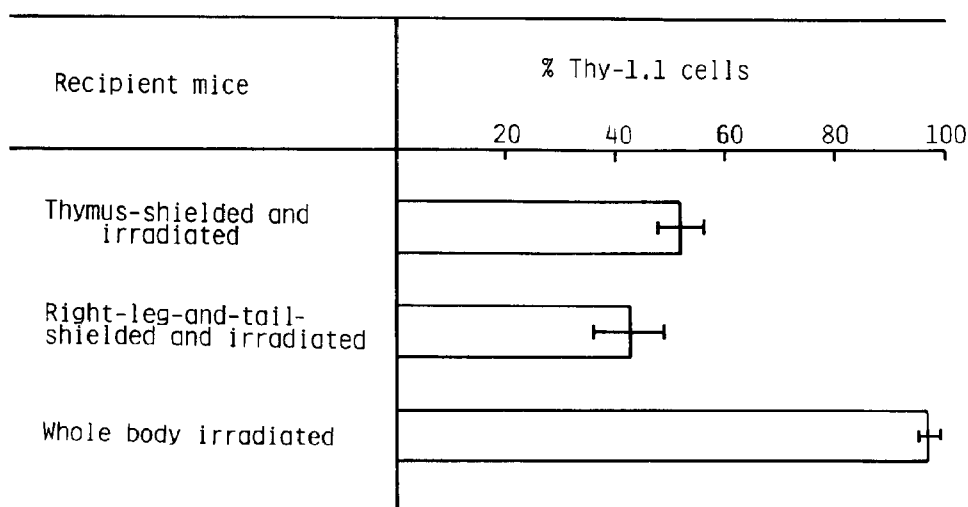 Recipient mice
% Thy-1.1 cells
20 40 60 80 100
Thymus-shielded and
irradiated
Right-leg-and-tail-
shielded and irradiated
Whole body irradiated